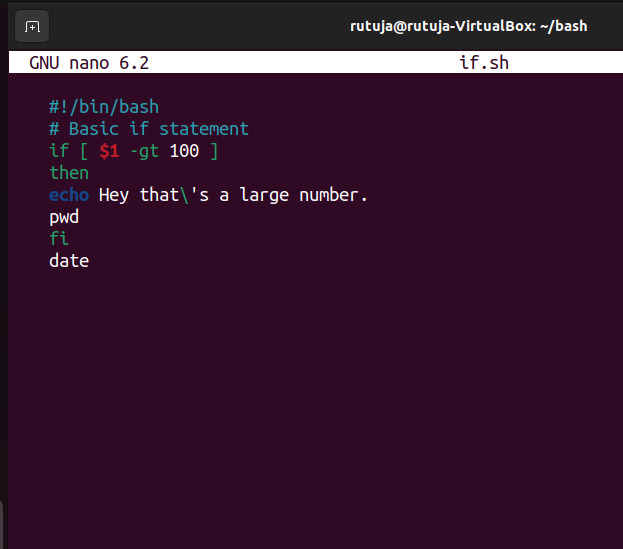 rutuja@rutuja-VirtualBox: ~/bash
GNU nano 6.2 if.sh
#!/bin/bash
# Basic if statement
if [ $1 -gt 100 ]
then
echo Hey that\'s a large number.
pwd
fi
date